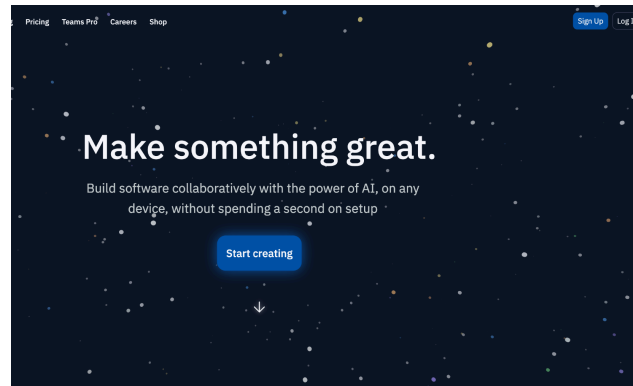 Pricing Teams Pro Careers Shop Sign Up Log
Make something great.
Build software collaboratively with the power of AI, on any
device, without spending a second on setup
Start creating